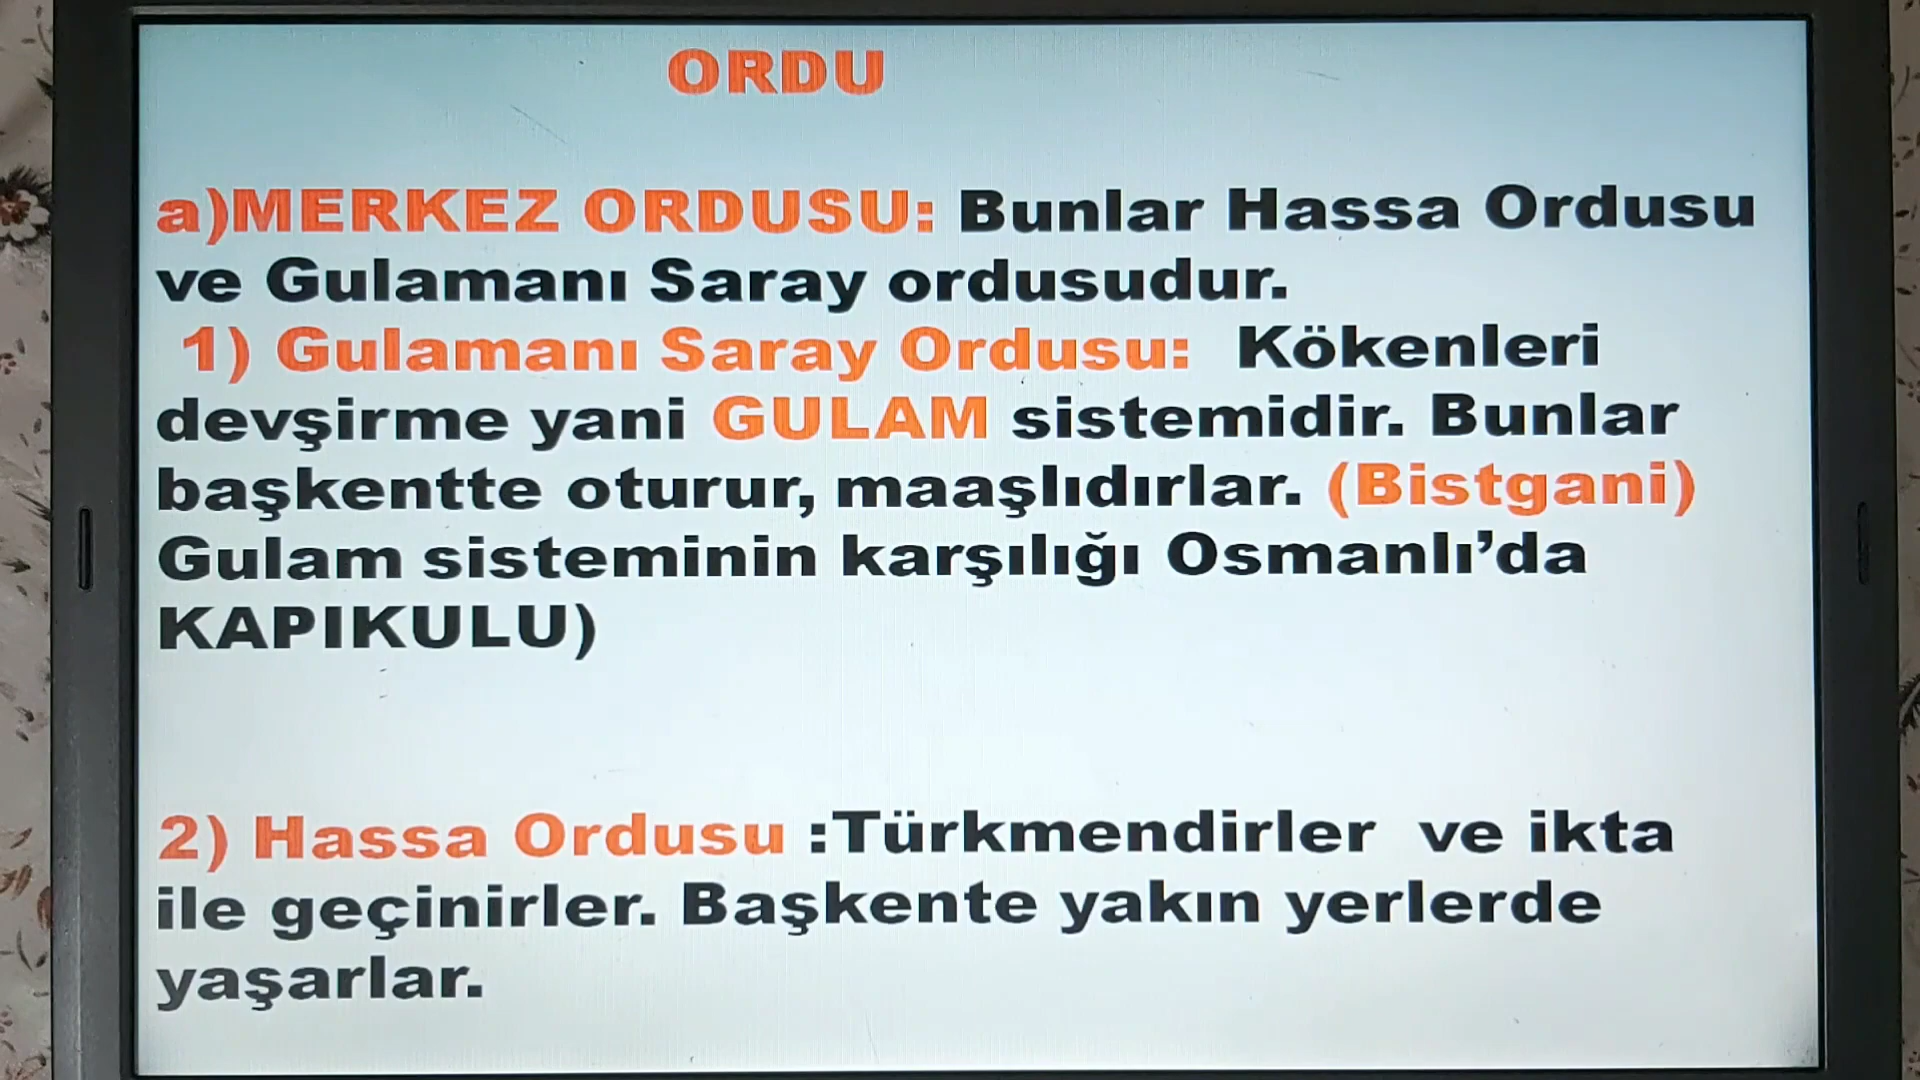 ORDU
a)MERKEZ ORDUSU: Bunlar Hassa Ordusu
ve Gulamanı Saray ordusudur.
1) Gulamanı Saray Ordusu: Kökenleri
devşirme yani GULAM sistemidir. Bunlar
başkentte oturur, maaşlıdırlar. (Bistgani)
Gulam sisteminin karşılığı Osmanlı’da
KAPIKULU)
2) Hassa Ordusu :Türkmendirler ve ikta
ile geçinirler. Başkente yakın yerlerde
yaşarlar.